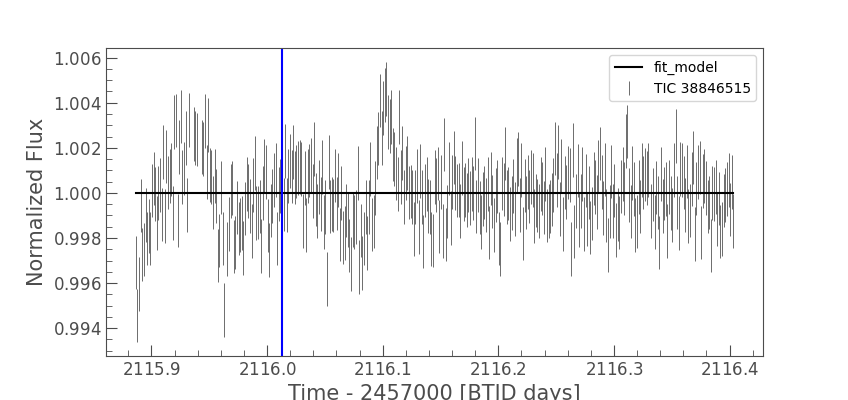 1.006
1.004
1.002
1.000
0.998
0.996
0.994
Normalized Flux
fit_model
TIC 38846515
2115.9 2116.0 2116.1 2116.2 2116.3 2116.4
Time - 2457000 [BTJD days]